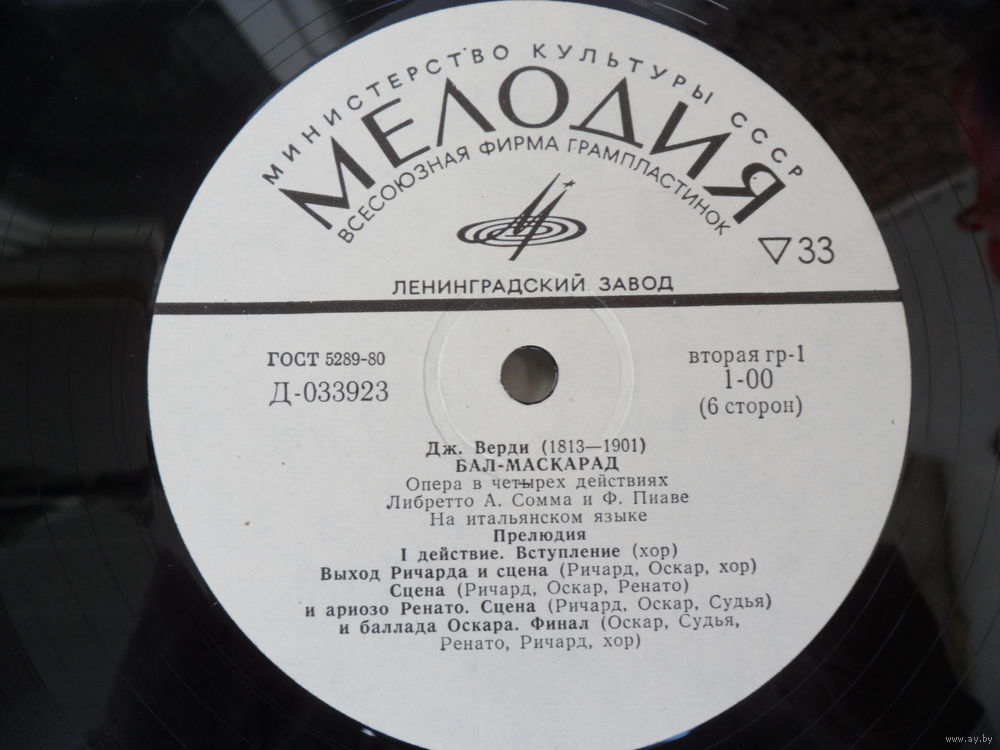 МИНИСТЕРСТВО КУЛЬТУРЫ СССР
МЕЛОДИЯ
ВСЕСОЮЗНАЯ ФИРМА ГРАМПЛАСТИНОК
▽33
ЛЕНИНГРАДСКИЙ ЗАВОД
ГОСТ 5289-80
Д-033923
вторая гр-1
1-00
(6 сторон)
Дж. Верди (1813—1901)
БАЛ-МАСКАРАД
Опера в четырех действиях
Либретто А. Сомма и Ф. Пиаве
На итальянском языке
Прелюдия
I действие. Вступление (хор)
Выход Ричарда и сцена (Ричард, Оскар, хор)
Сцена (Ричард, Оскар, Ренато)
и ариозо Ренато. Сцена (Ричард, Оскар, Судья)
и баллада Оскара. Финал (Оскар, Судья,
Ренато, Ричард, хор)
www.ay.by